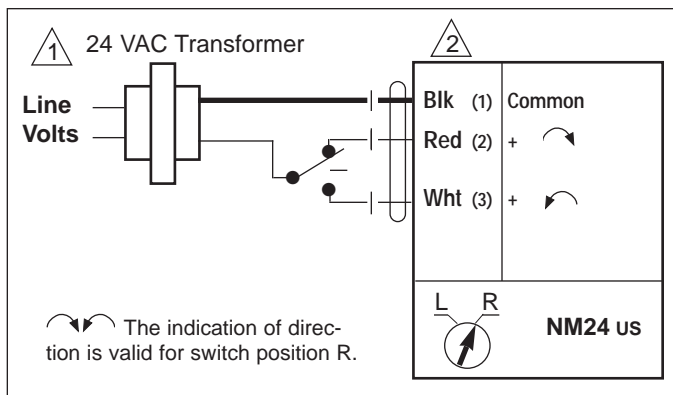 1 24 VAC Transformer
2
Line
Volts
Blk (1) Common
Red (2) +
Wht (3) +
L R
NM24 US
The indication of direc-
tion is valid for switch position R.